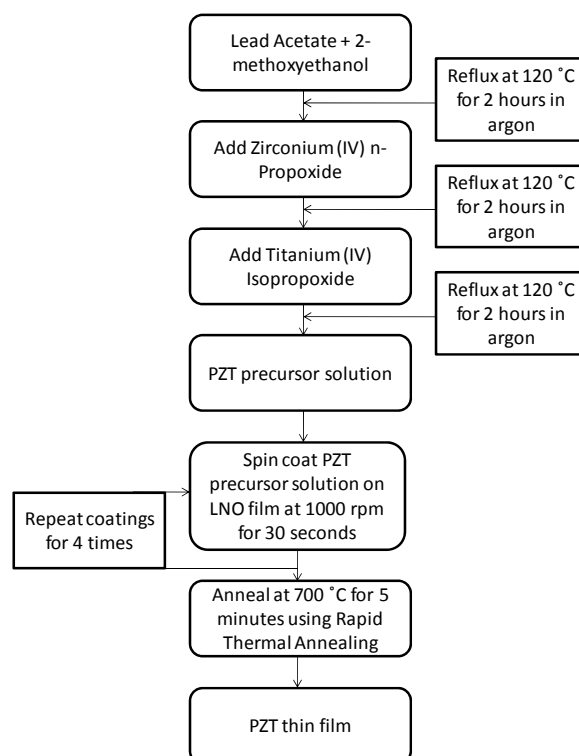 Lead Acetate + 2-
methoxyethanol
Reflux at 120 ˚C
for 2 hours in
argon
Add Zirconium (IV) n-
Propoxide
Reflux at 120 ˚C
for 2 hours in
argon
Add Titanium (IV)
Isopropoxide
Reflux at 120 ˚C
for 2 hours in
argon
PZT precursor solution
Spin coat PZT
precursor solution on
LNO film at 1000 rpm
for 30 seconds
Repeat coatings
for 4 times
Anneal at 700 ˚C for 5
minutes using Rapid
Thermal Annealing
PZT thin film